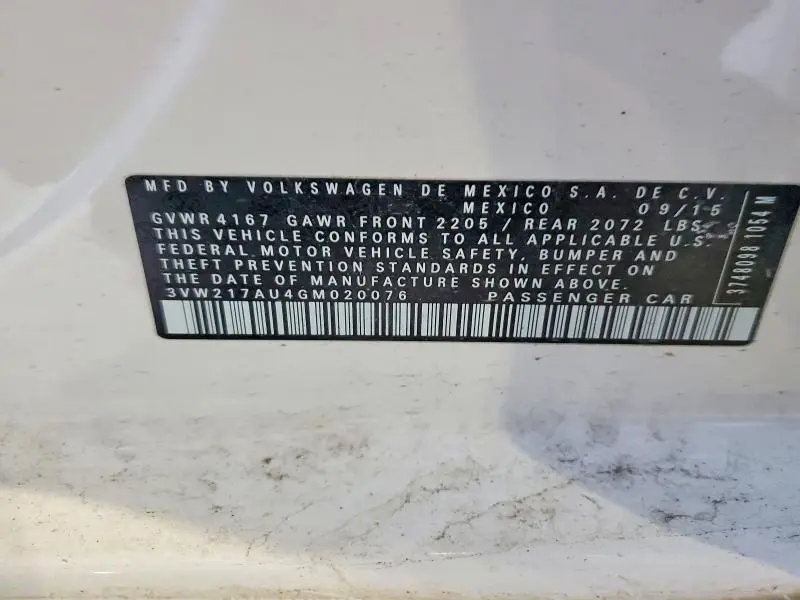 MFD BY VOLKSWAGEN DE MEXICO S.A. DE C.V.
MEXICO 09/15
GVWR 4167 GAWR FRONT 2205 / REAR 2072 LBS
THIS VEHICLE CONFORMS TO ALL APPLICABLE U.S.
FEDERAL MOTOR VEHICLE SAFETY, BUMPER AND
THEFT PREVENTION STANDARDS IN EFFECT ON
THE DATE OF MANUFACTURE SHOWN ABOVE.
3VW217AU4GM020076 PASSENGER CAR
3748098 1054 M